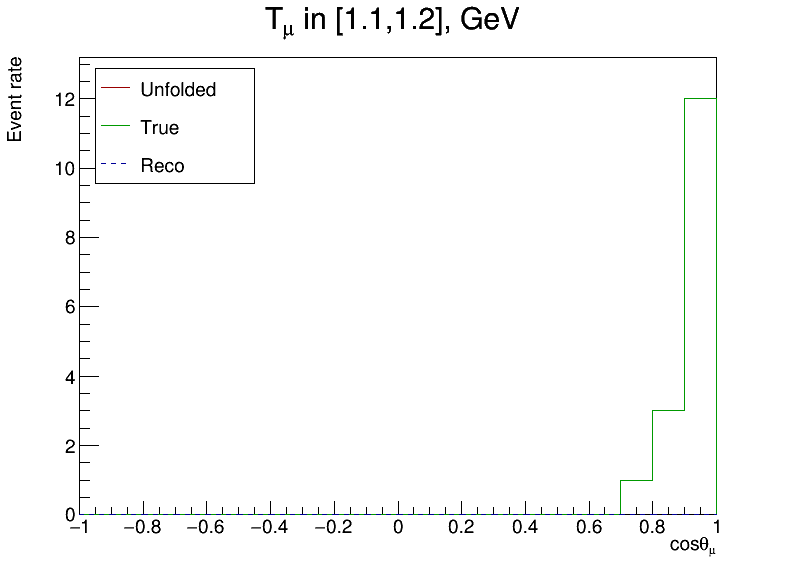 T_μ in [1.1,1.2], GeV
Event rate
Unfolded
True
Reco
12
10
8
6
4
2
0
−1 −0.8 −0.6 −0.4 −0.2 0 0.2 0.4 0.6 0.8 1
cosθ_μ